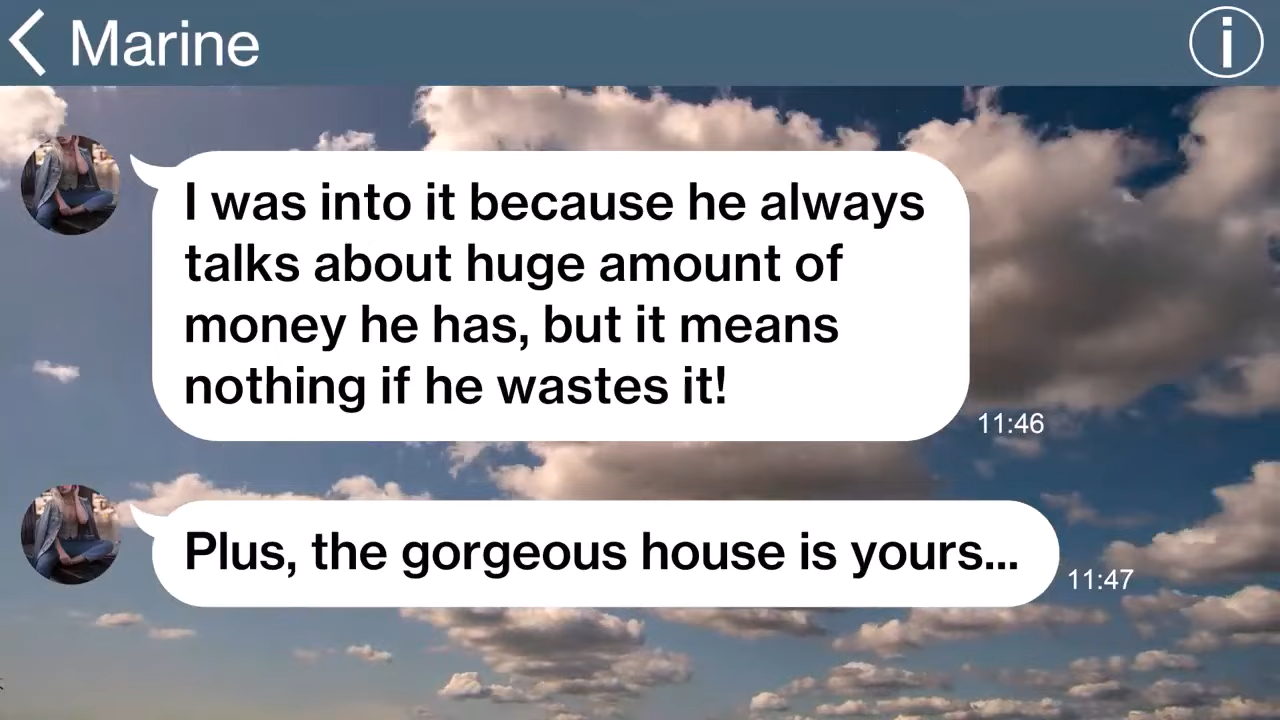 Marine
I was into it because he always
talks about huge amount of
money he has, but it means
nothing if he wastes it!
11:46
Plus, the gorgeous house is yours...
11:47